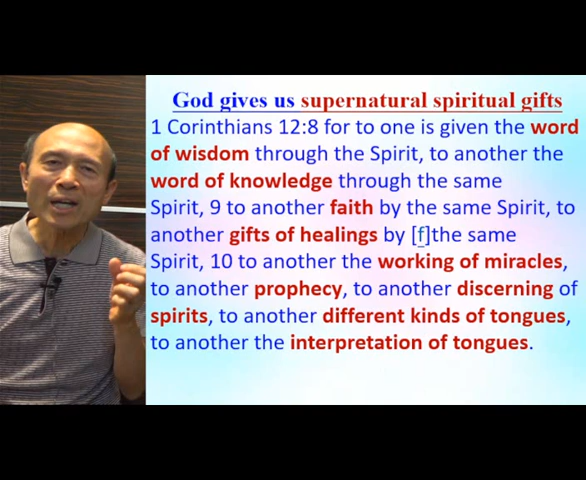 God gives us supernatural spiritual gifts
1 Corinthians 12:8 for to one is given the word
of wisdom through the Spirit, to another the
word of knowledge through the same
Spirit, 9 to another faith by the same Spirit, to
another gifts of healings by [f]the same
Spirit, 10 to another the working of miracles,
to another prophecy, to another discerning of
spirits, to another different kinds of tongues,
to another the interpretation of tongues.